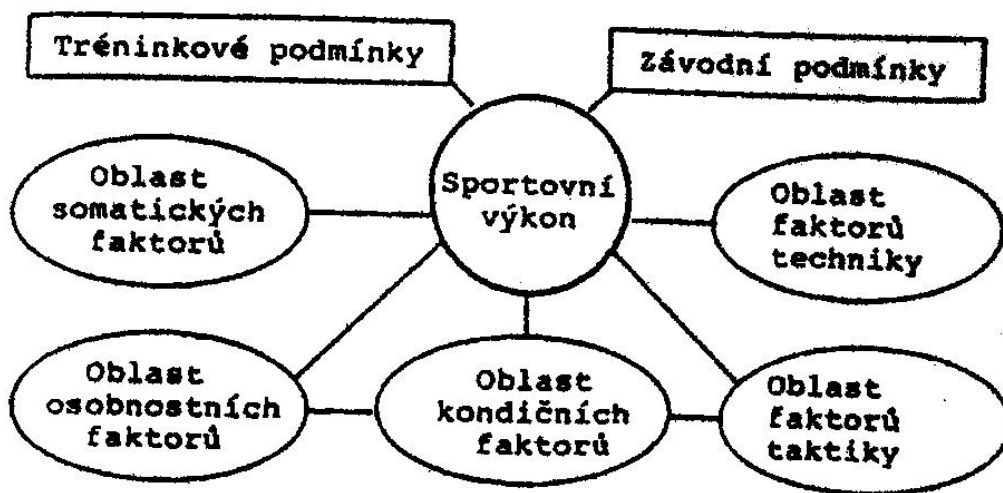 Tréninkové podmínky
Závodní podmínky
Sportovní
výkon
Oblast
somatických
faktorů
Oblast
faktorů
techniky
Oblast
osobnostních
faktorů
Oblast
kondičních
faktorů
Oblast
faktorů
taktiky